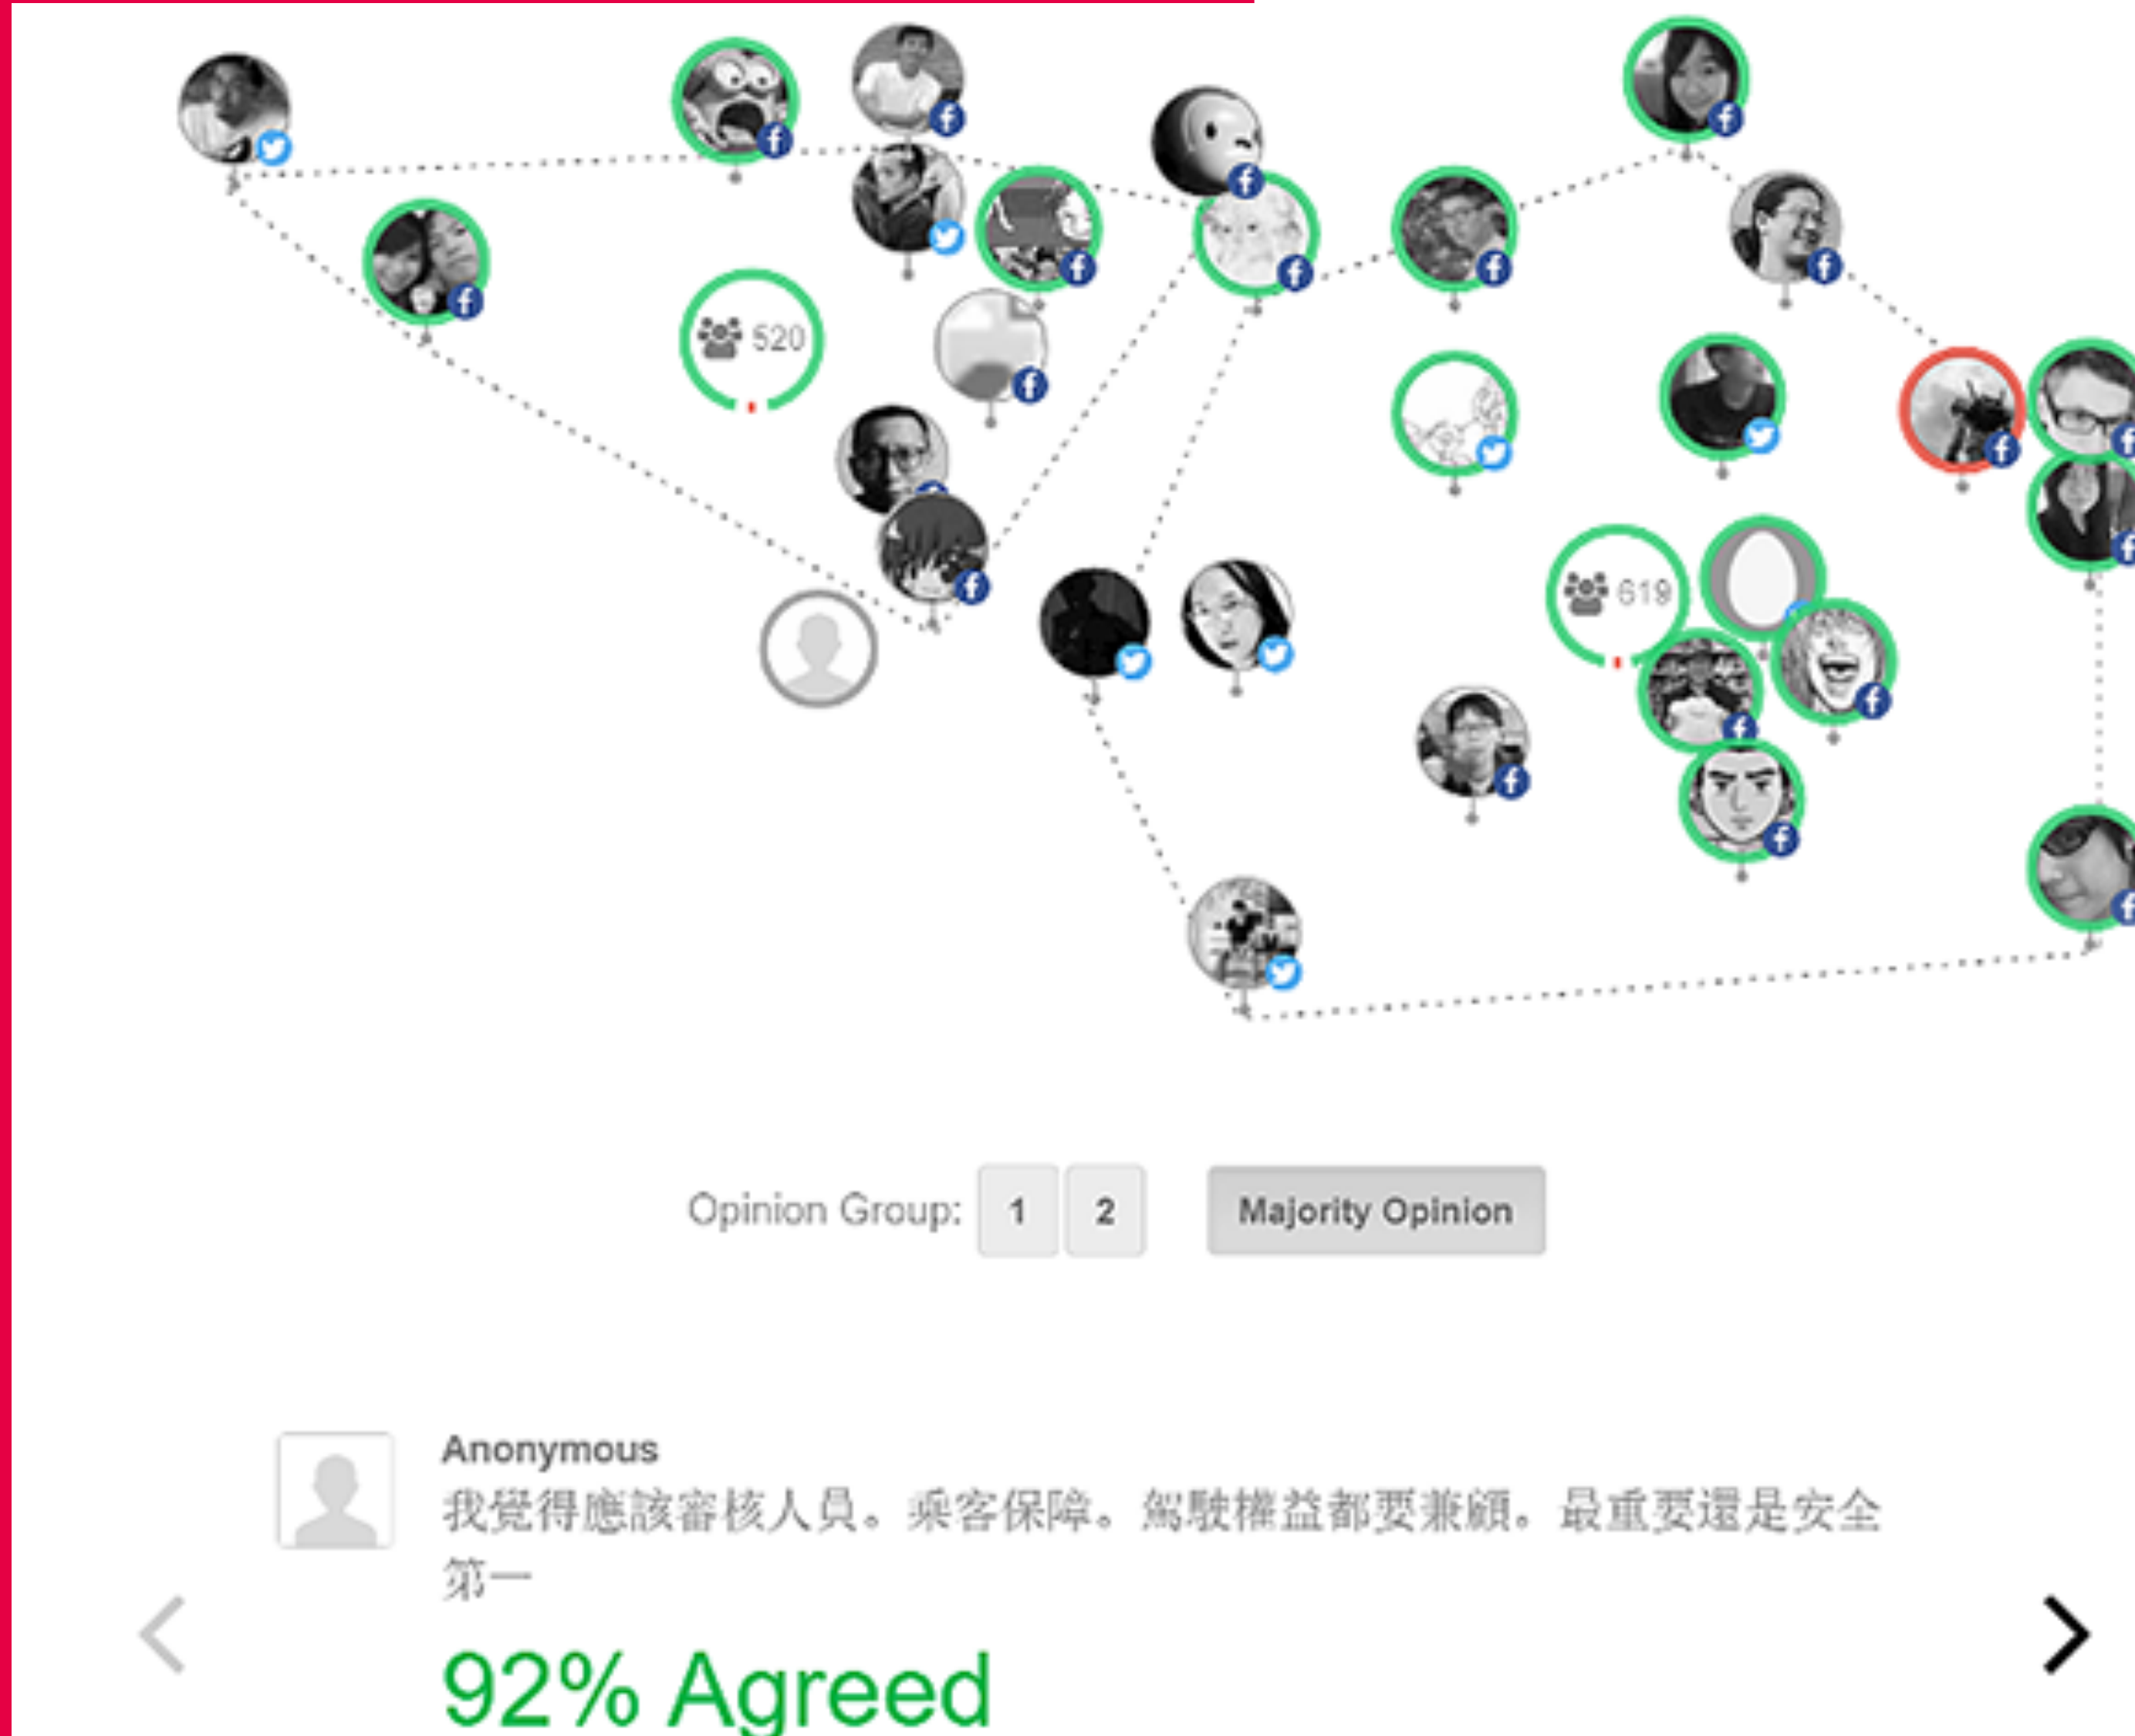 520
619
Opinion Group: 1 2 Majority Opinion
Anonymous
我覺得應該審核人員。乘客保障。駕駛權益都要兼顧。最重要還是安全
第一
92% Agreed